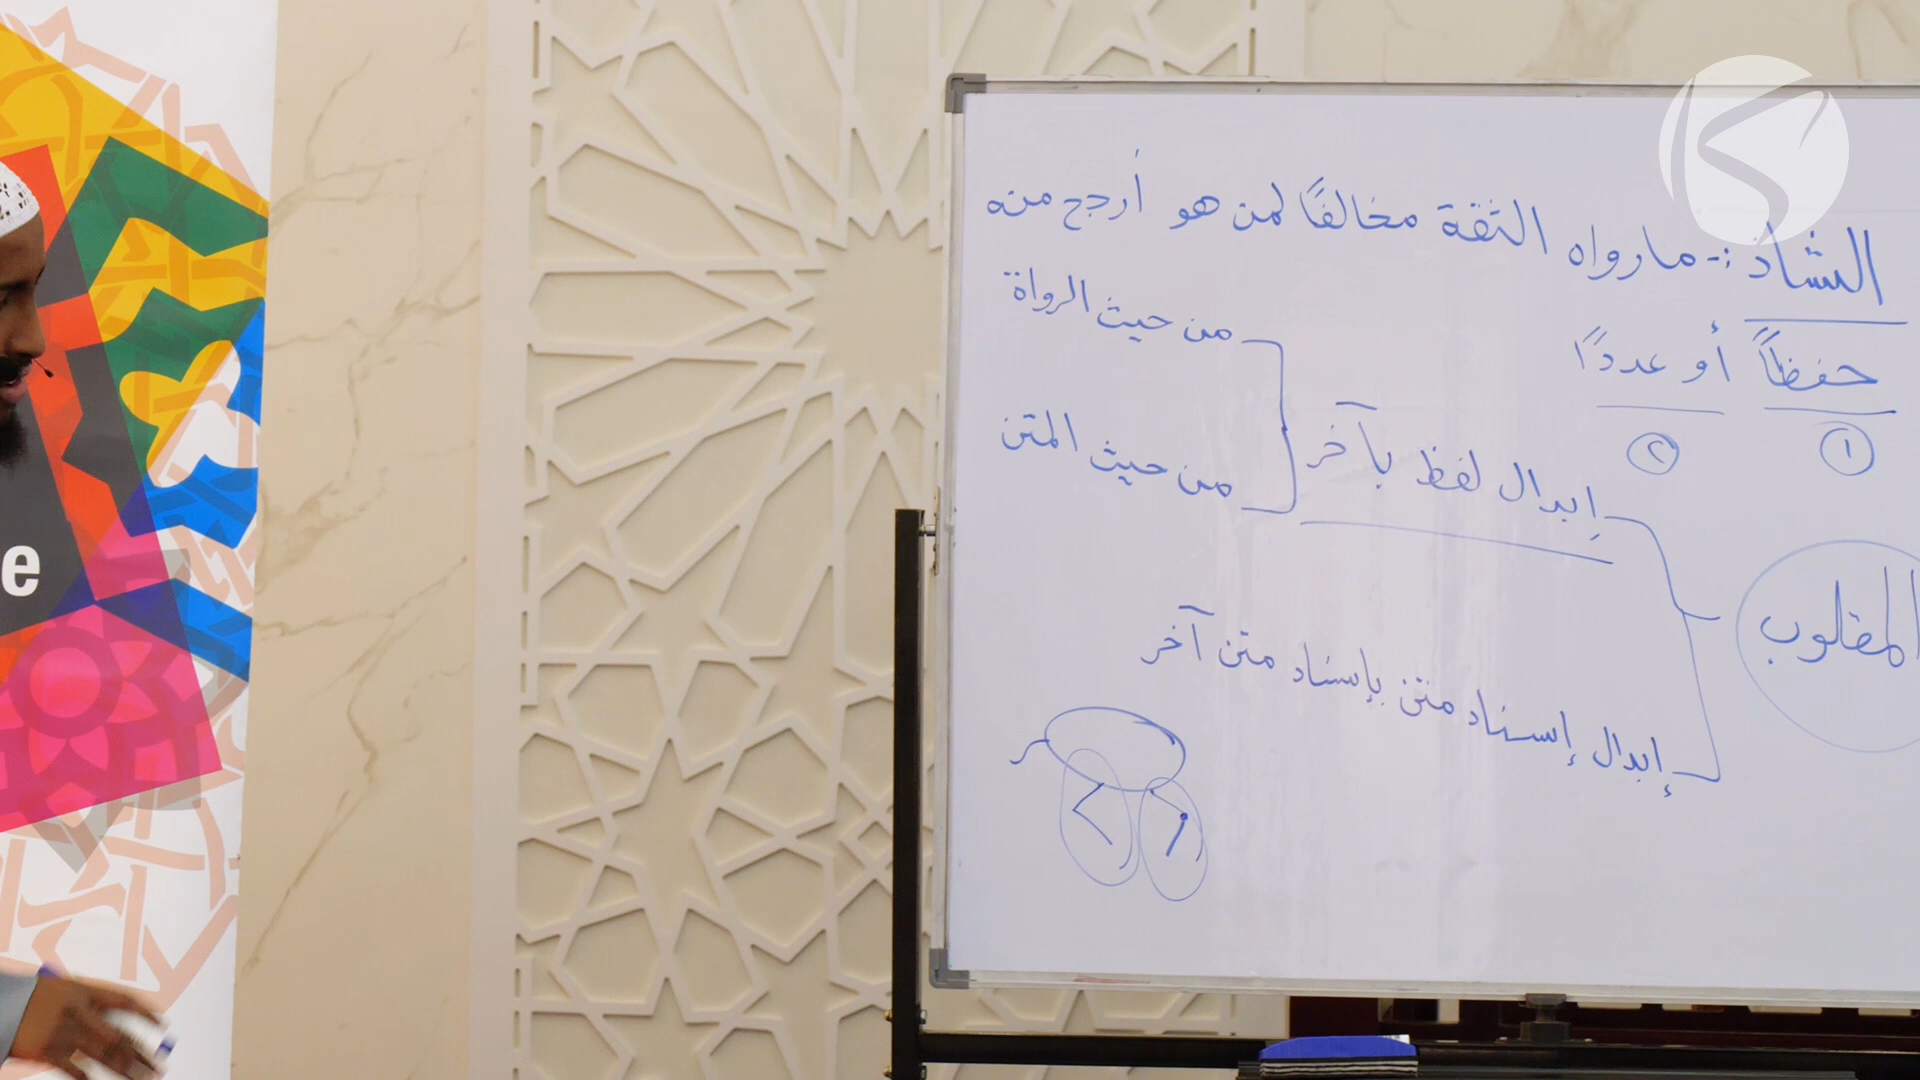 الشاذ :- ما رواه الثقة مخالفًا لمن هو أرجح منه
حفظاً أو عددًا
١ ٢
المقلوب
إبدال لفظ بآخر
من حيث الرواة
من حيث المتن
إبدال إسناد متن بإسناد متن آخر
e